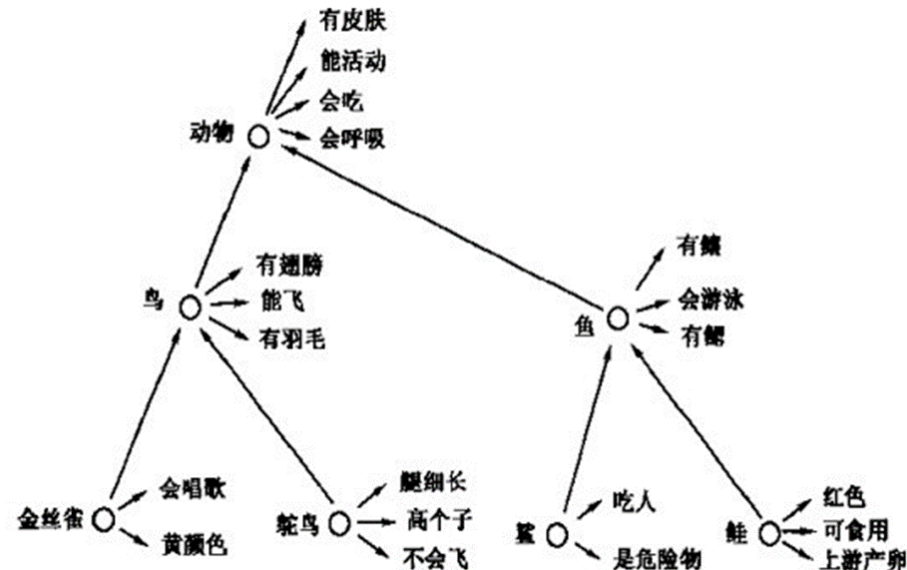 有皮肤
能活动
会吃
动物
会呼吸
有鳍
有翅膀
鸟
能飞
会游泳
鱼
有羽毛
有鳃
会唱歌
腿细长
吃人
红色
金丝雀
鸵鸟
高个子
鲨
鲑
可食用
黄颜色
不会飞
是危险物
上游产卵